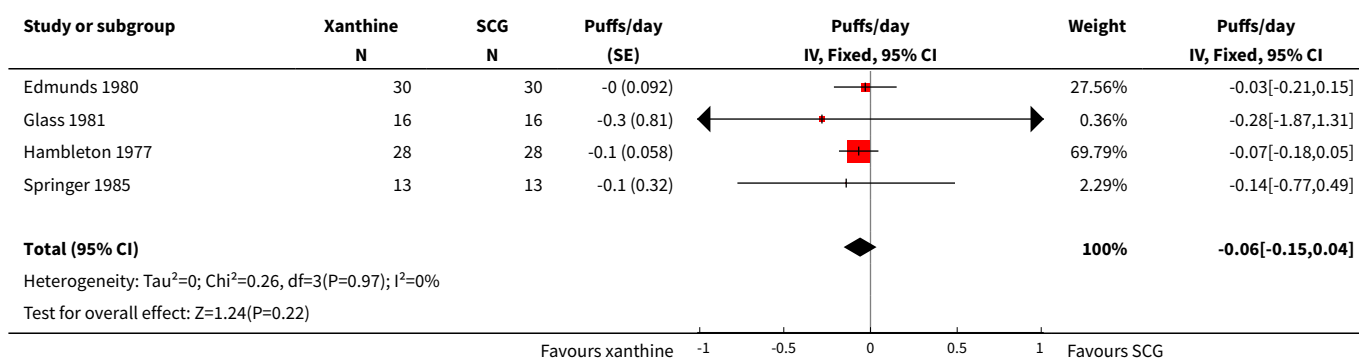 Study or subgroup Xanthine SCG Puffs/day Puffs/day Weight Puffs/day
N N (SE) IV, Fixed, 95% CI IV, Fixed, 95% CI
Edmunds 1980 30 30 -0 (0.092) 27.56% -0.03[-0.21,0.15]
Glass 1981 16 16 -0.3 (0.81) 0.36% -0.28[-1.87,1.31]
Hambleton 1977 28 28 -0.1 (0.058) 69.79% -0.07[-0.18,0.05]
Springer 1985 13 13 -0.1 (0.32) 2.29% -0.14[-0.77,0.49]
Total (95% CI) 100% -0.06[-0.15,0.04]
Heterogeneity: Tau²=0; Chi²=0.26, df=3(P=0.97); I²=0%
Test for overall effect: Z=1.24(P=0.22)
Favours xanthine -1 -0.5 0 0.5 1 Favours SCG